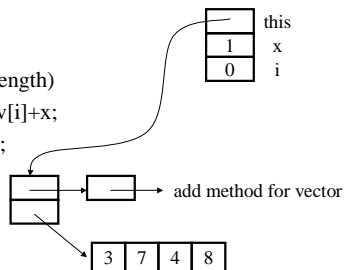 this
1 x
0 i
ength)
v[i]+x;
;
add method for vector
3 7 4 8